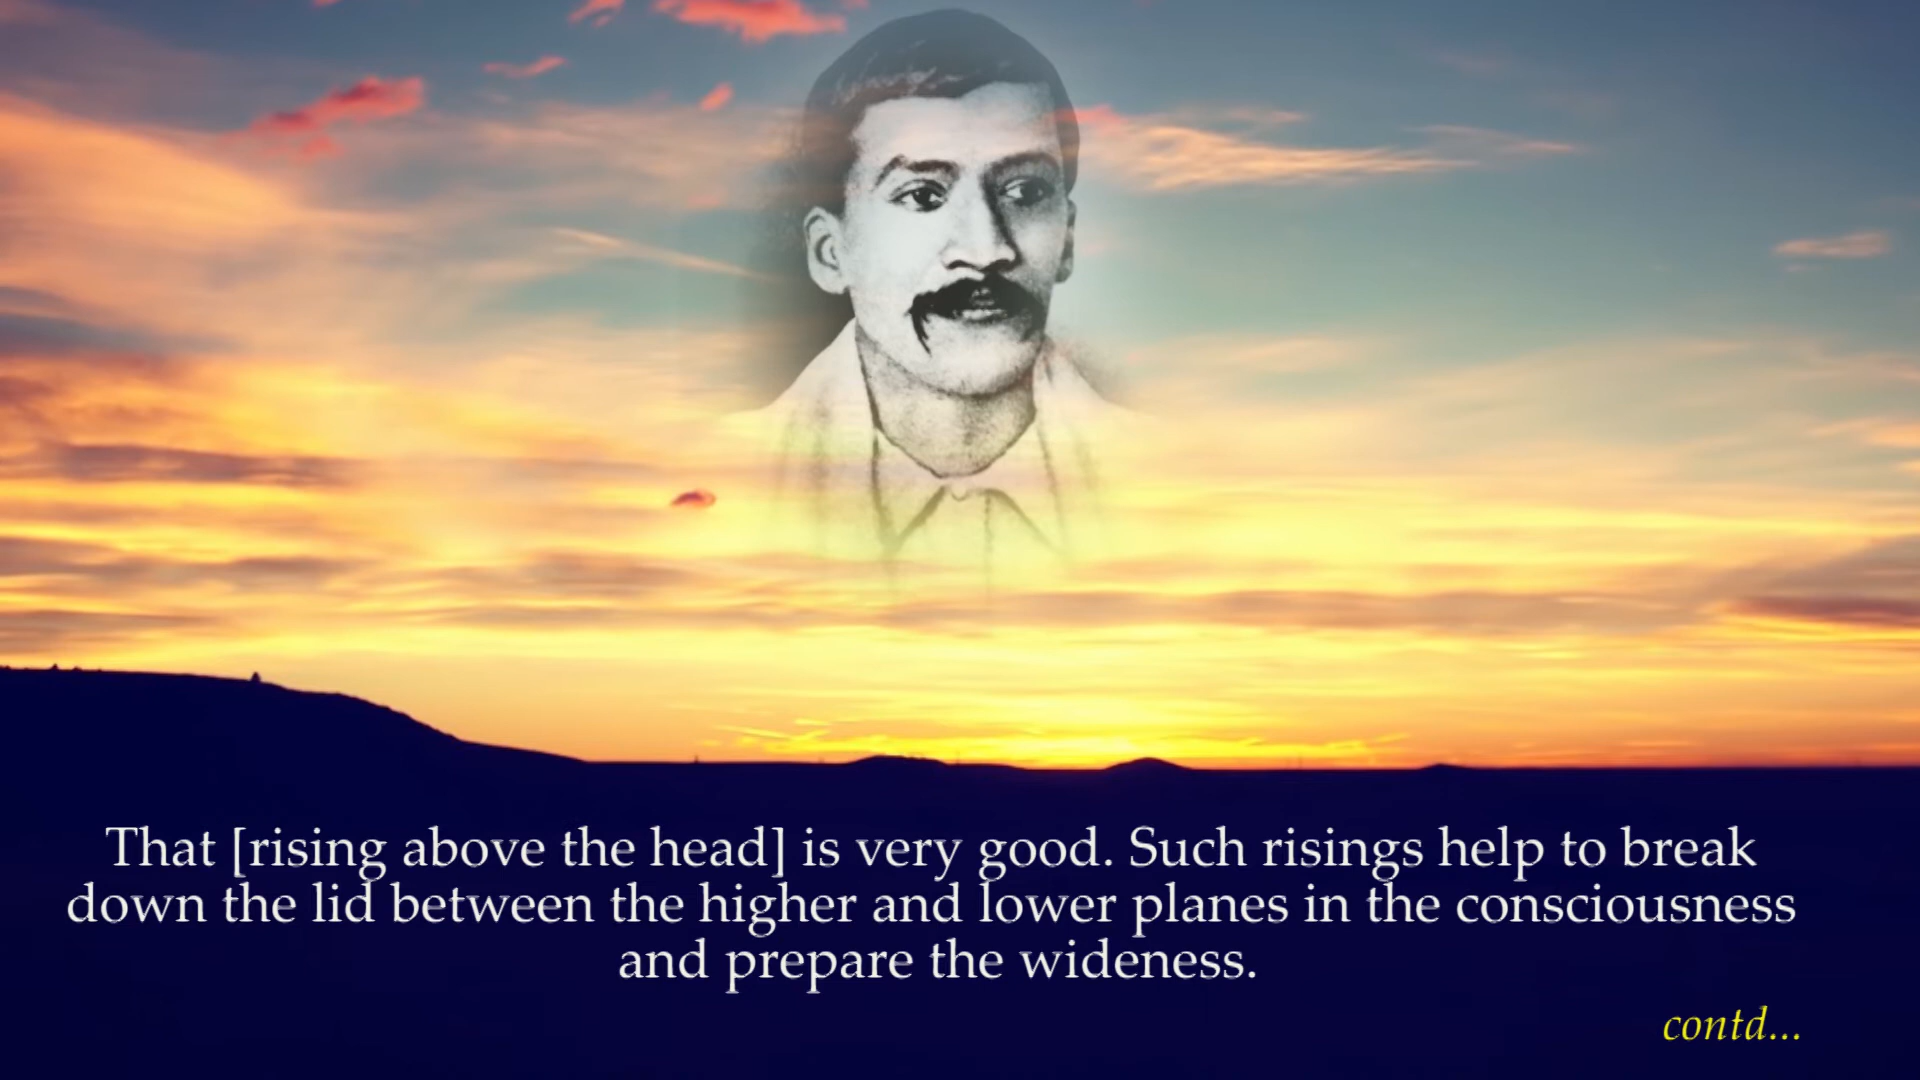 That [rising above the head] is very good. Such risings help to break
down the lid between the higher and lower planes in the consciousness
and prepare the wideness.
contd...